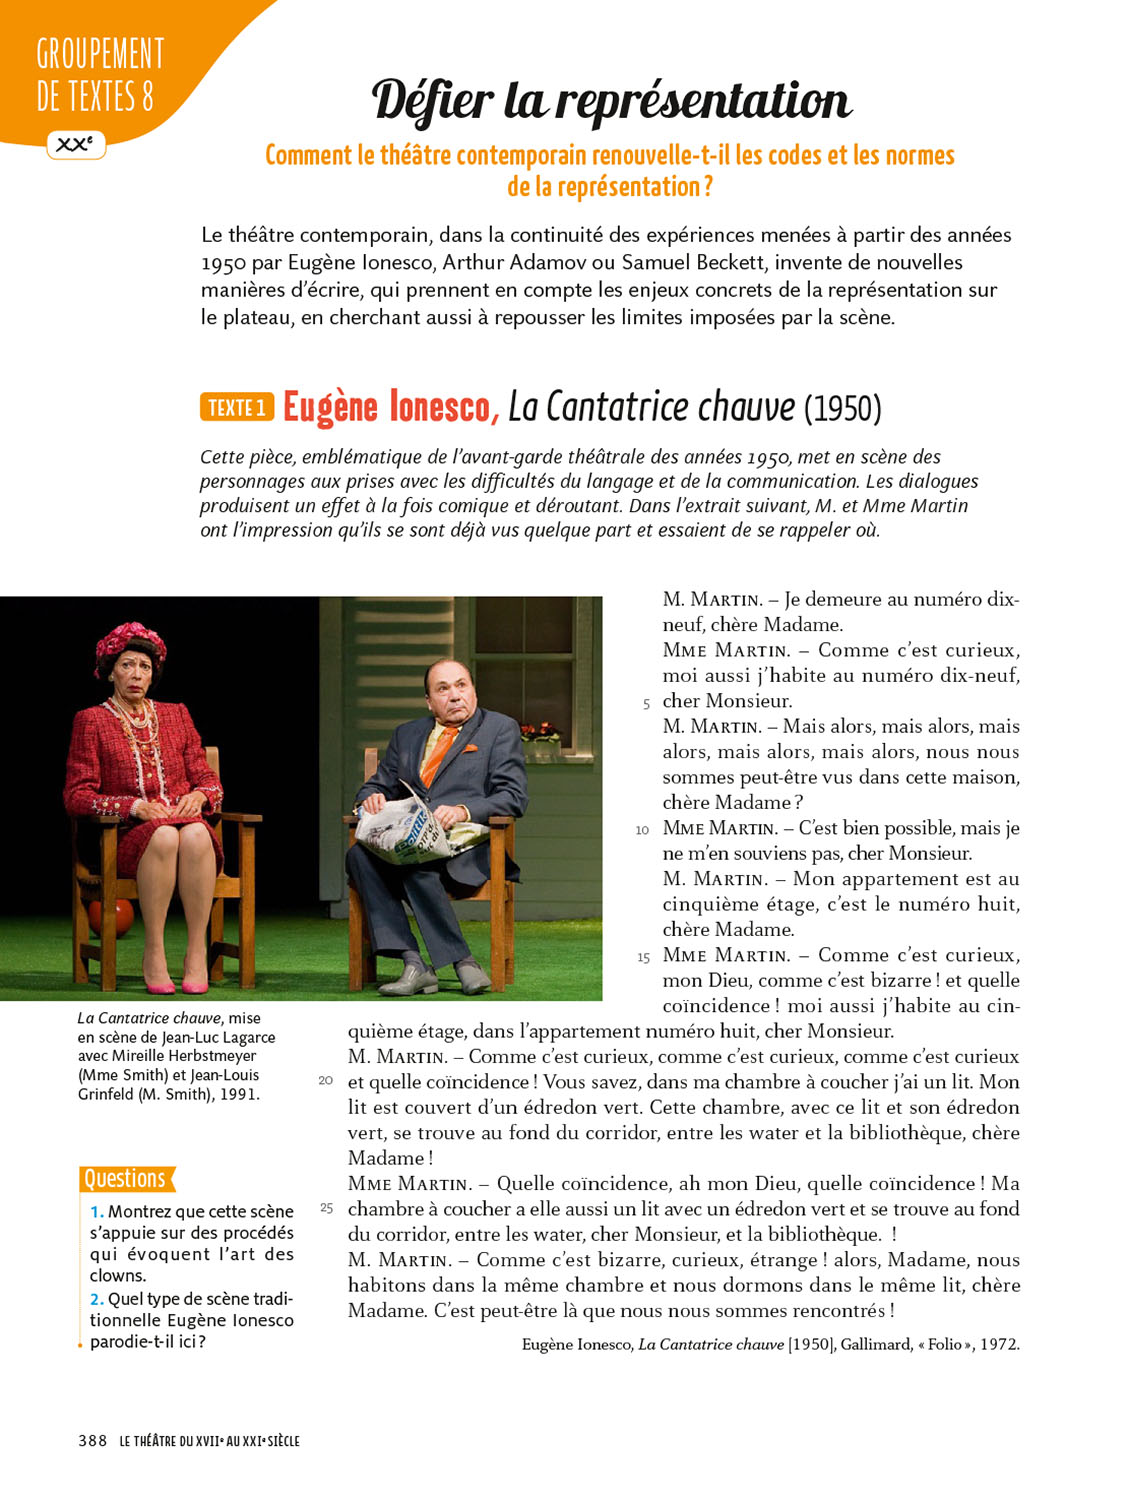 GROUPEMENT
DE TEXTES 8
XXe
Défier la représentation
Comment le théâtre contemporain renouvelle-t-il les codes et les normes
de la représentation ?
Le théâtre contemporain, dans la continuité des expériences menées à partir des années
1950 par Eugène Ionesco, Arthur Adamov ou Samuel Beckett, invente de nouvelles
manières d’écrire, qui prennent en compte les enjeux concrets de la représentation sur
le plateau, en cherchant aussi à repousser les limites imposées par la scène.
TEXTE 1 Eugène Ionesco, La Cantatrice chauve (1950)
Cette pièce, emblématique de l’avant-garde théâtrale des années 1950, met en scène des
personnages aux prises avec les difficultés du langage et de la communication. Les dialogues
produisent un effet à la fois comique et déroutant. Dans l’extrait suivant, M. et Mme Martin
ont l’impression qu’ils se sont déjà vus quelque part et essaient de se rappeler où.
M. MARTIN. – Je demeure au numéro dix-
neuf, chère Madame.
MME MARTIN. – Comme c’est curieux,
moi aussi j’habite au numéro dix-neuf,
5 cher Monsieur.
M. MARTIN. – Mais alors, mais alors, mais
alors, mais alors, mais alors, nous nous
sommes peut-être vus dans cette maison,
chère Madame ?
10 MME MARTIN. – C’est bien possible, mais je
ne m’en souviens pas, cher Monsieur.
M. MARTIN. – Mon appartement est au
cinquième étage, c’est le numéro huit,
chère Madame.
15 MME MARTIN. – Comme c’est curieux,
mon Dieu, comme c’est bizarre ! et quelle
coïncidence ! moi aussi j’habite au cin-
quième étage, dans l’appartement numéro huit, cher Monsieur.
M. MARTIN. – Comme c’est curieux, comme c’est curieux, comme c’est curieux
20 et quelle coïncidence ! Vous savez, dans ma chambre à coucher j’ai un lit. Mon
lit est couvert d’un édredon vert. Cette chambre, avec ce lit et son édredon
vert, se trouve au fond du corridor, entre les water et la bibliothèque, chère
Madame !
MME MARTIN. – Quelle coïncidence, ah mon Dieu, quelle coïncidence ! Ma
25 chambre à coucher a elle aussi un lit avec un édredon vert et se trouve au fond
du corridor, entre les water, cher Monsieur, et la bibliothèque. !
M. MARTIN. – Comme c’est bizarre, curieux, étrange ! alors, Madame, nous
habitons dans la même chambre et nous dormons dans le même lit, chère
Madame. C’est peut-être là que nous nous sommes rencontrés !
Eugène Ionesco, La Cantatrice chauve [1950], Gallimard, « Folio », 1972.
La Cantatrice chauve, mise
en scène de Jean-Luc Lagarce
avec Mireille Herbstmeyer
(Mme Smith) et Jean-Louis
Grinfeld (M. Smith), 1991.
Questions
1. Montrez que cette scène
s’appuie sur des procédés
qui évoquent l’art des
clowns.
2. Quel type de scène tradi-
tionnelle Eugène Ionesco
parodie-t-il ici ?
388 LE THÉÂTRE DU XVIIe AU XXIe SIÈCLE